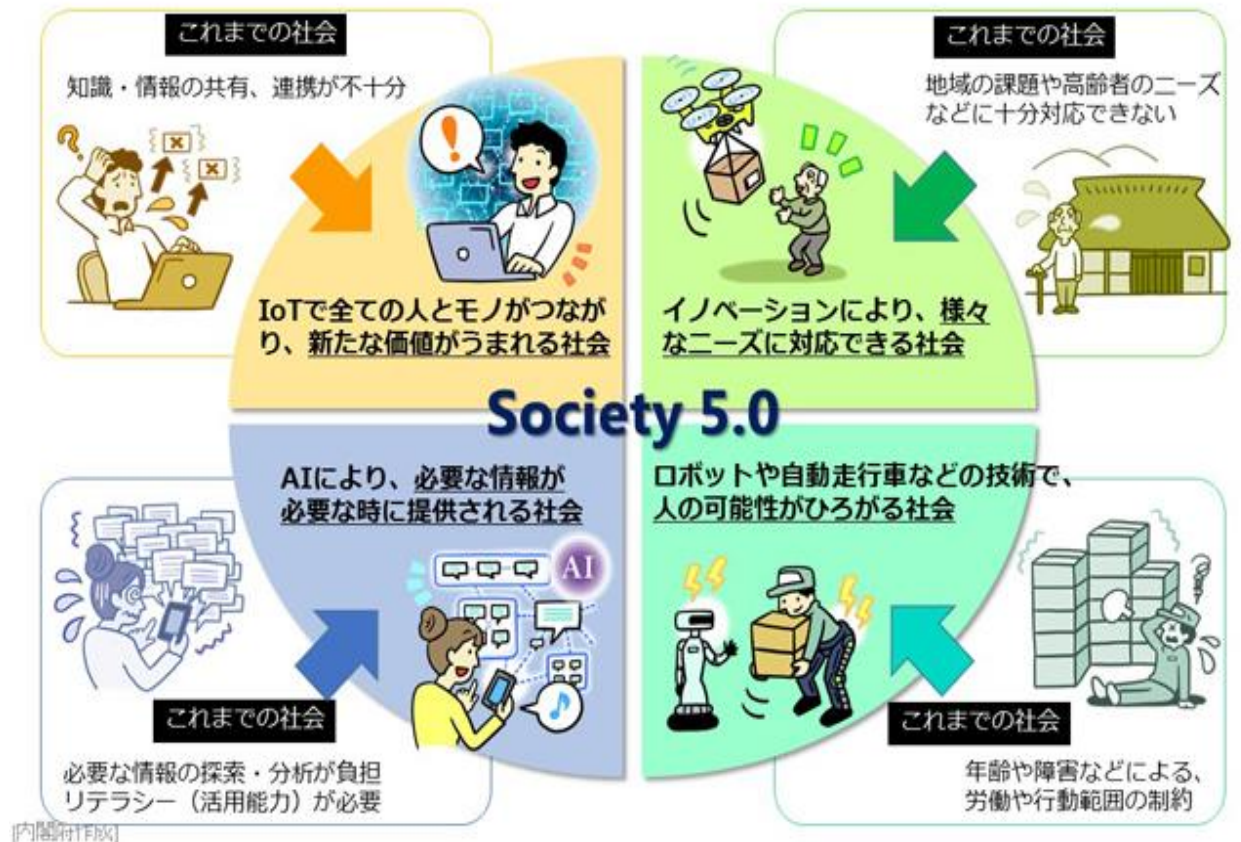 これまでの社会
知識・情報の共有、連携が不十分
IoTで全ての人とモノがつなが
り、新たな価値がうまれる社会
これまでの社会
地域の課題や高齢者のニーズ
などに十分対応できない
イノベーションにより、様々
なニーズに対応できる社会
Society 5.0
AIにより、必要な情報が
必要な時に提供される社会
AI
これまでの社会
必要な情報の探索・分析が負担
リテラシー（活用能力）が必要
ロボットや自動走行車などの技術で、
人の可能性がひろがる社会
これまでの社会
年齢や障害などによる、
労働や行動範囲の制約
[内閣府作成]